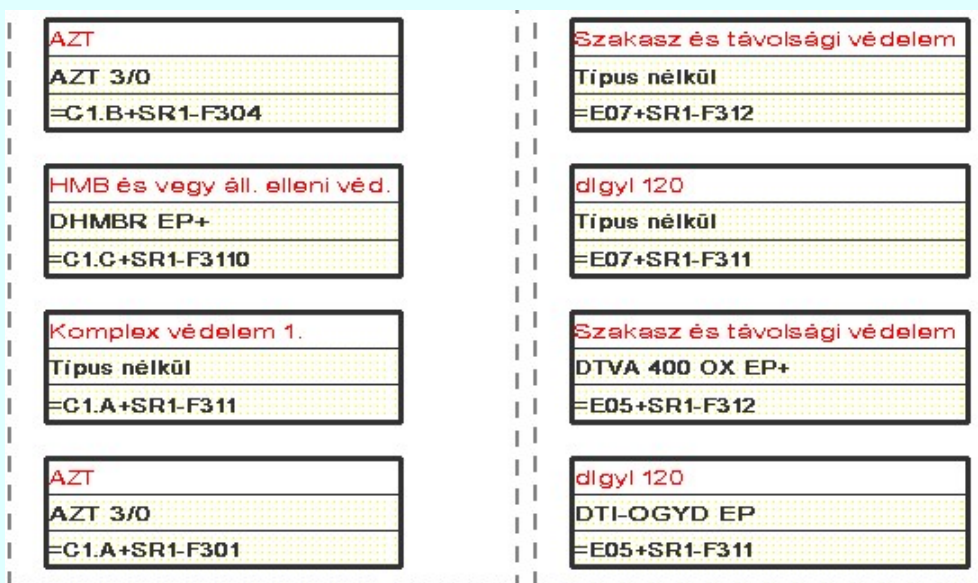 AZT
AZT 3/0
=C1.B+SR1-F304
HMB és vegy áll. elleni véd.
DHMBR EP+
=C1.C+SR1-F3110
Komplex védelem 1.
Típus nélkül
=C1.A+SR1-F311
AZT
AZT 3/0
=C1.A+SR1-F301
Szakasz és távolsági védelem
Típus nélkül
=E07+SR1-F312
dIgyl 120
Típus nélkül
=E07+SR1-F311
Szakasz és távolsági védelem
DTVA 400 OX EP+
=E05+SR1-F312
dIgyl 120
DTI-OGYD EP
=E05+SR1-F311